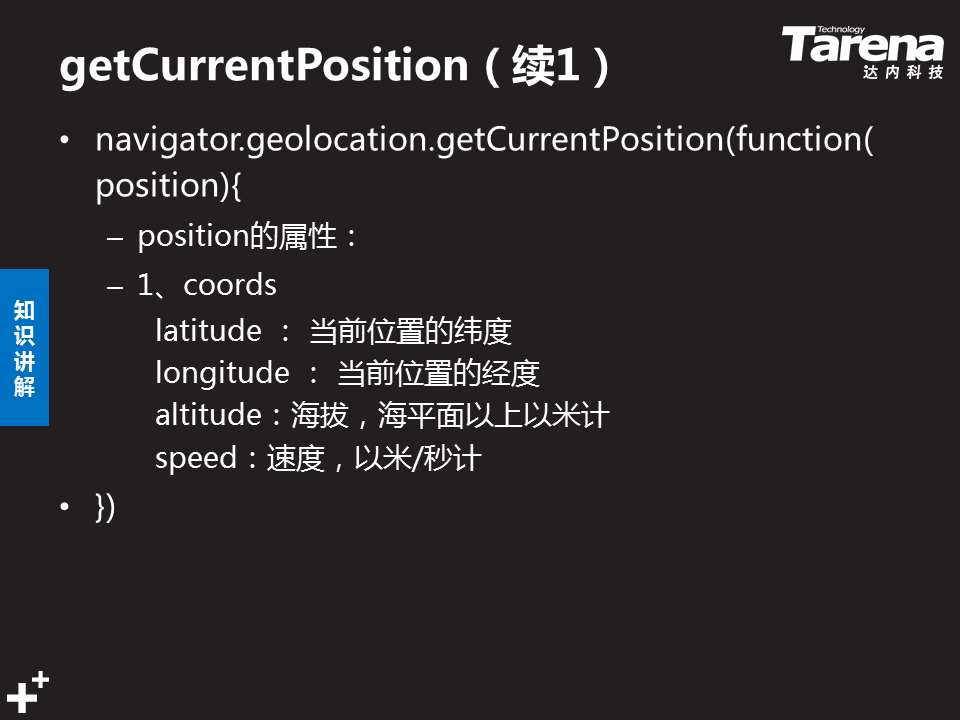 getCurrentPosition（续1）
Technology
Tarena
达内科技
• navigator.geolocation.getCurrentPosition(function(
position){
– position的属性：
– 1、coords
latitude ： 当前位置的纬度
longitude ： 当前位置的经度
altitude：海拔，海平面以上以米计
speed：速度，以米/秒计
• })
知
识
讲
解